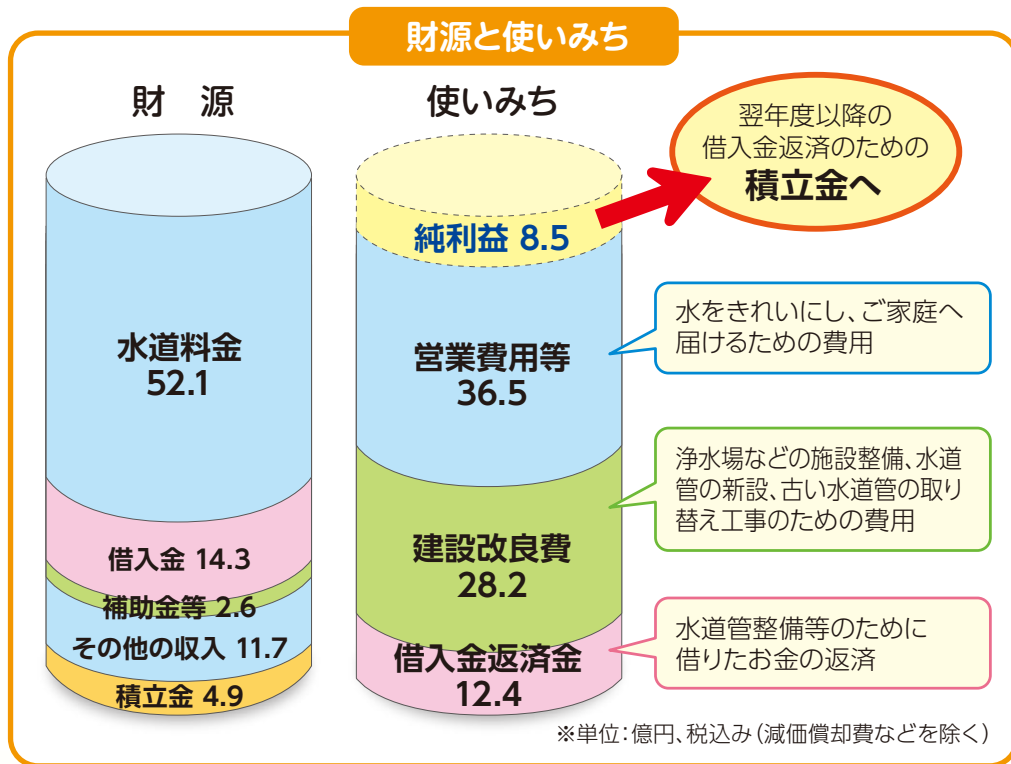 財源と使いみち
財　源
水道料金
52.1
借入金 14.3
補助金等 2.6
その他の収入 11.7
積立金 4.9
使いみち
純利益 8.5
営業費用等
36.5
建設改良費
28.2
借入金返済金
12.4
翌年度以降の
借入金返済のための
積立金へ
水をきれいにし、ご家庭へ
届けるための費用
浄水場などの施設整備、水道
管の新設、古い水道管の取り
替え工事のための費用
水道管整備等のために
借りたお金の返済
※単位：億円、税込み（減価償却費などを除く）